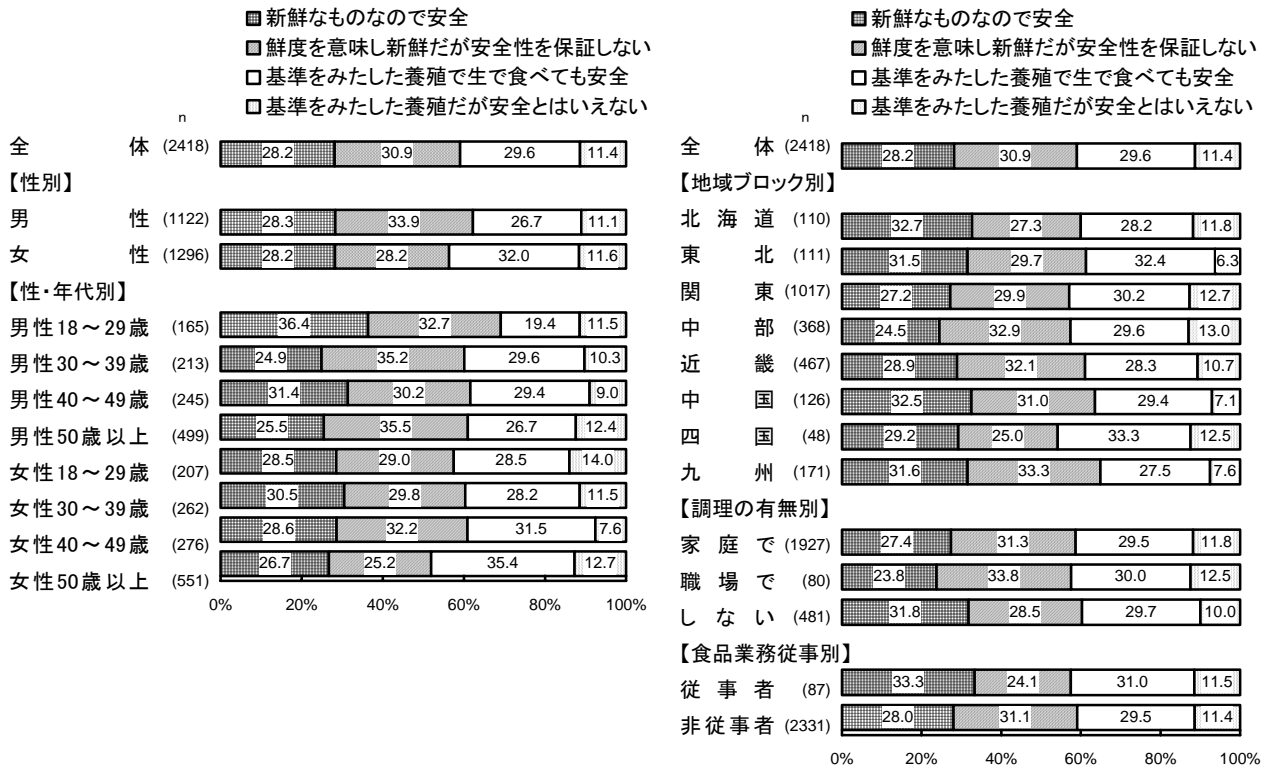 新鮮なものなので安全
鮮度を意味し新鮮だが安全性を保証しない
基準をみたした養殖で生で食べても安全
基準をみたした養殖だが安全とはいえない
n
全体 (2418) 28.2 30.9 29.6 11.4
【性別】
男性 (1122) 28.3 33.9 26.7 11.1
女性 (1296) 28.2 28.2 32.0 11.6
【性・年代別】
男性18～29歳 (165) 36.4 32.7 19.4 11.5
男性30～39歳 (213) 24.9 35.2 29.6 10.3
男性40～49歳 (245) 31.4 30.2 29.4 9.0
男性50歳以上 (499) 25.5 35.5 26.7 12.4
女性18～29歳 (207) 28.5 29.0 28.5 14.0
女性30～39歳 (262) 30.5 29.8 28.2 11.5
女性40～49歳 (276) 28.6 32.2 31.5 7.6
女性50歳以上 (551) 26.7 25.2 35.4 12.7
0% 20% 40% 60% 80% 100%
新鮮なものなので安全
鮮度を意味し新鮮だが安全性を保証しない
基準をみたした養殖で生で食べても安全
基準をみたした養殖だが安全とはいえない
n
全体 (2418) 28.2 30.9 29.6 11.4
【地域ブロック別】
北海道 (110) 32.7 27.3 28.2 11.8
東北 (111) 31.5 29.7 32.4 6.3
関東 (1017) 27.2 29.9 30.2 12.7
中部 (368) 24.5 32.9 29.6 13.0
近畿 (467) 28.9 32.1 28.3 10.7
中国 (126) 32.5 31.0 29.4 7.1
四国 (48) 29.2 25.0 33.3 12.5
九州 (171) 31.6 33.3 27.5 7.6
【調理の有無別】
家庭で (1927) 27.4 31.3 29.5 11.8
職場で (80) 23.8 33.8 30.0 12.5
しない (481) 31.8 28.5 29.7 10.0
【食品業務従事別】
従事者 (87) 33.3 24.1 31.0 11.5
非従事者 (2331) 28.0 31.1 29.5 11.4
0% 20% 40% 60% 80% 100%